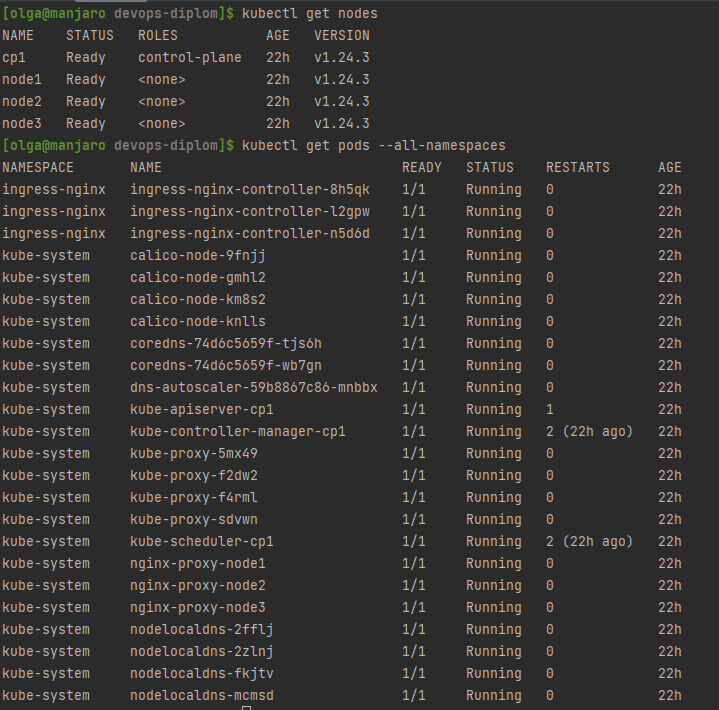 [olga@manjaro devops-diplom]$ kubectl get nodes
NAME    STATUS   ROLES           AGE   VERSION
cp1     Ready    control-plane   22h   v1.24.3
node1   Ready    <none>          22h   v1.24.3
node2   Ready    <none>          22h   v1.24.3
node3   Ready    <none>          22h   v1.24.3
[olga@manjaro devops-diplom]$ kubectl get pods --all-namespaces
NAMESPACE       NAME                              READY   STATUS    RESTARTS      AGE
ingress-nginx   ingress-nginx-controller-8h5qk    1/1     Running   0             22h
ingress-nginx   ingress-nginx-controller-l2gpw    1/1     Running   0             22h
ingress-nginx   ingress-nginx-controller-n5d6d    1/1     Running   0             22h
kube-system     calico-node-9fnjj                 1/1     Running   0             22h
kube-system     calico-node-gmhl2                 1/1     Running   0             22h
kube-system     calico-node-km8s2                 1/1     Running   0             22h
kube-system     calico-node-knlls                 1/1     Running   0             22h
kube-system     coredns-74d6c5659f-tjs6h          1/1     Running   0             22h
kube-system     coredns-74d6c5659f-wb7gn          1/1     Running   0             22h
kube-system     dns-autoscaler-59b8867c86-mnbbx   1/1     Running   0             22h
kube-system     kube-apiserver-cp1                1/1     Running   1             22h
kube-system     kube-controller-manager-cp1       1/1     Running   2 (22h ago)   22h
kube-system     kube-proxy-5mx49                  1/1     Running   0             22h
kube-system     kube-proxy-f2dw2                  1/1     Running   0             22h
kube-system     kube-proxy-f4rml                  1/1     Running   0             22h
kube-system     kube-proxy-sdvwn                  1/1     Running   0             22h
kube-system     kube-scheduler-cp1                1/1     Running   2 (22h ago)   22h
kube-system     nginx-proxy-node1                 1/1     Running   0             22h
kube-system     nginx-proxy-node2                 1/1     Running   0             22h
kube-system     nginx-proxy-node3                 1/1     Running   0             22h
kube-system     nodelocaldns-2fflj                1/1     Running   0             22h
kube-system     nodelocaldns-2zlnj                1/1     Running   0             22h
kube-system     nodelocaldns-fkjtv                1/1     Running   0             22h
kube-system     nodelocaldns-mcmsd                1/1     Running   0             22h